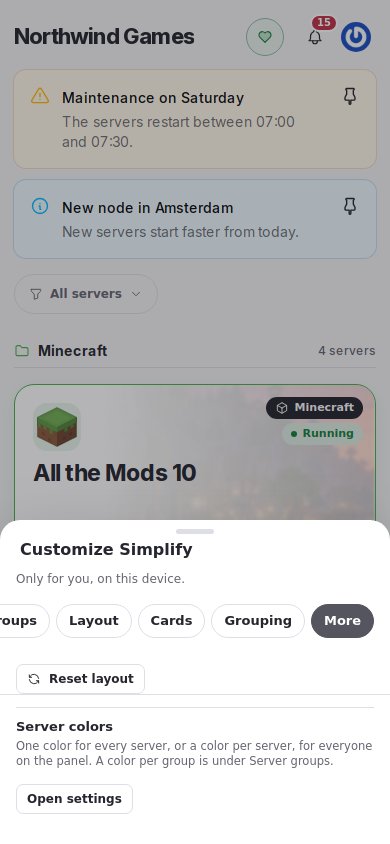 Northwind Games
15
Maintenance on Saturday
The servers restart between 07:00
and 07:30.
New node in Amsterdam
New servers start faster from today.
All servers
Minecraft
4 servers
Minecraft
Running
All the Mods 10
Customize Simplify
Only for you, on this device.
roups
Layout
Cards
Grouping
More
Reset layout
Server colors
One color for every server, or a color per server, for everyone
on the panel. A color per group is under Server groups.
Open settings